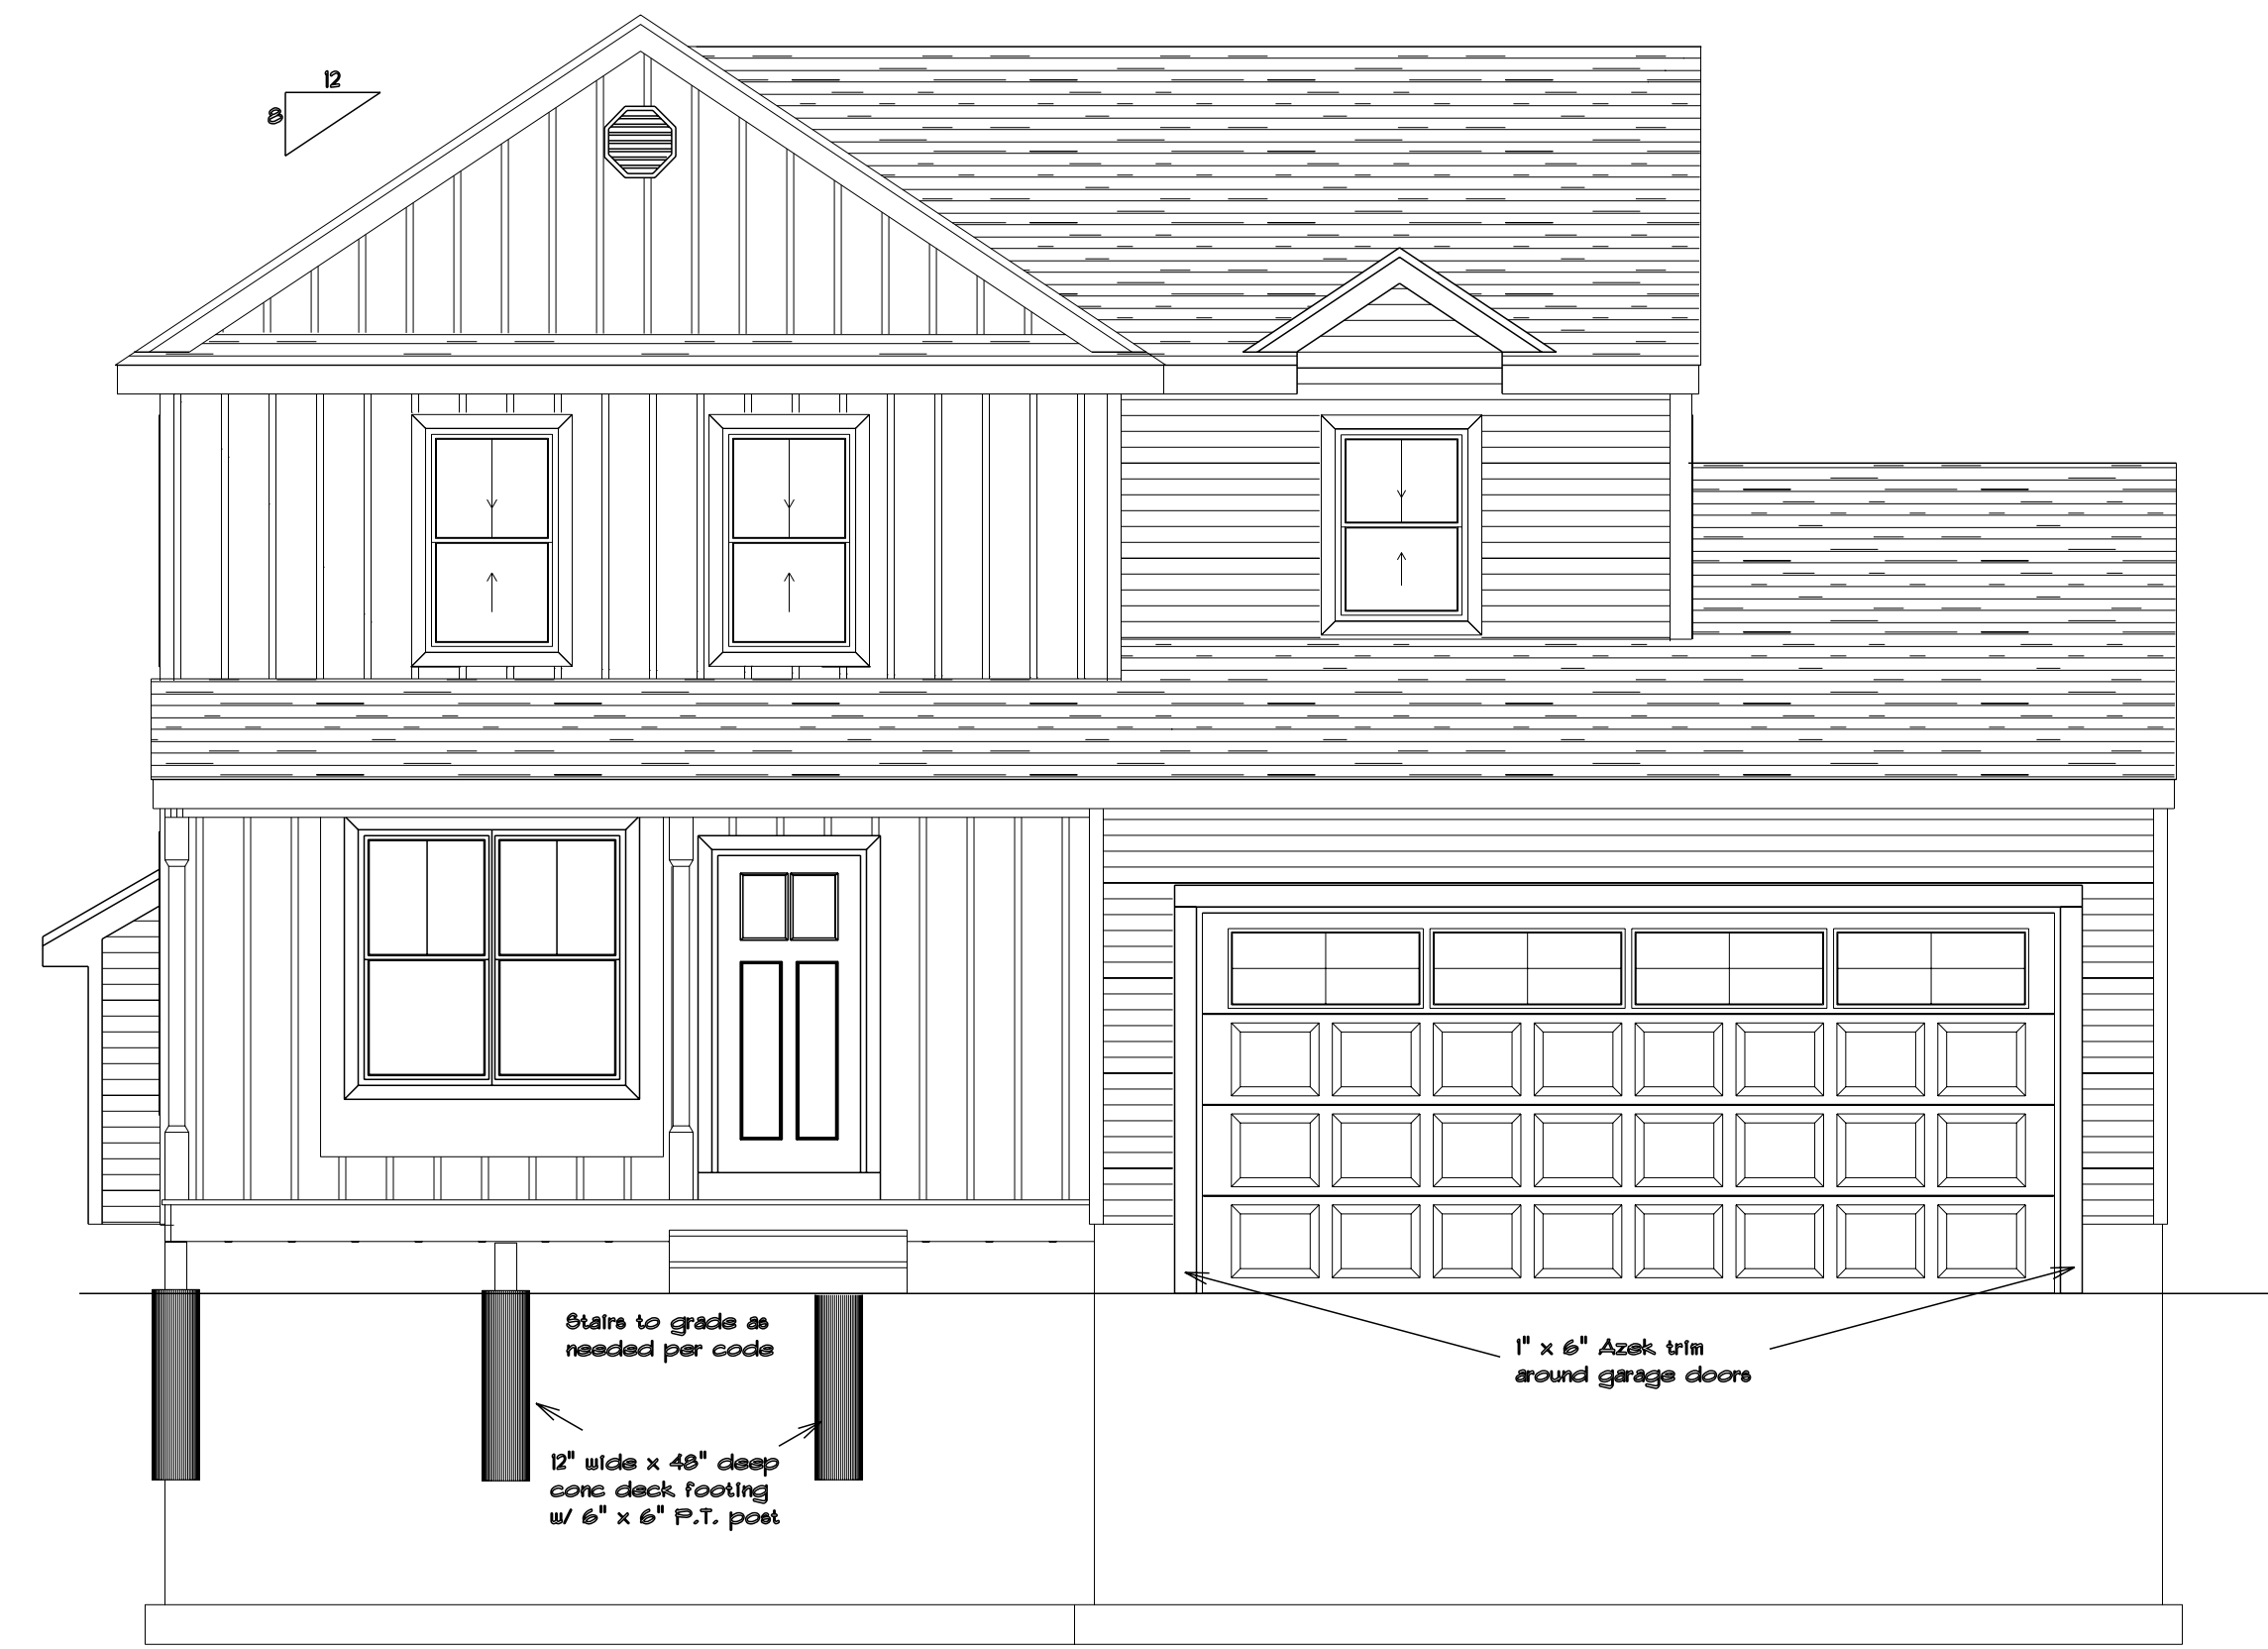 12
8
Stairs to grade as
needed per code
1" x 6" Azek trim
around garage doors
12" wide x 48" deep
conc deck footing
w/ 6" x 6" P.T. post